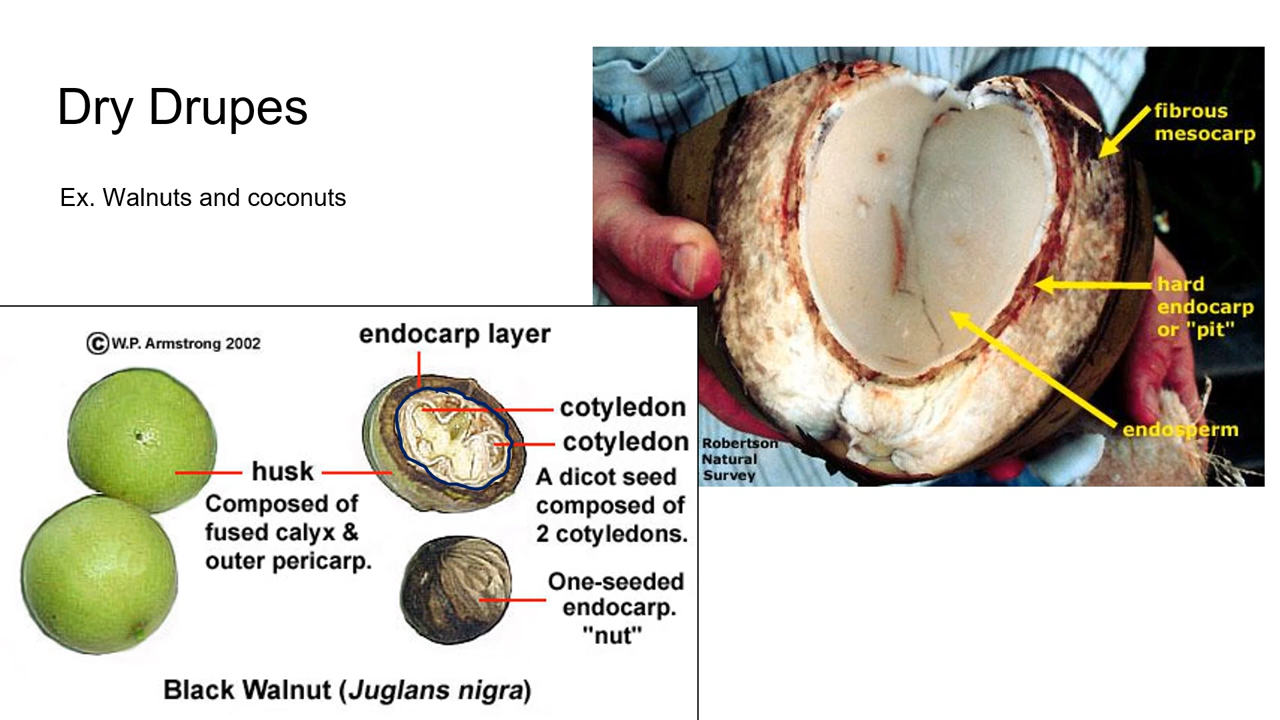 Dry Drupes
Ex. Walnuts and coconuts
fibrous
mesocarp
hard
endocarp
or "pit"
endosperm
Robertson
Natural
Survey
©W.P. Armstrong 2002
endocarp layer
cotyledon
cotyledon
A dicot seed
composed of
2 cotyledons.
husk
Composed of
fused calyx &
outer pericarp.
One-seeded
endocarp.
"nut"
Black Walnut (Juglans nigra)